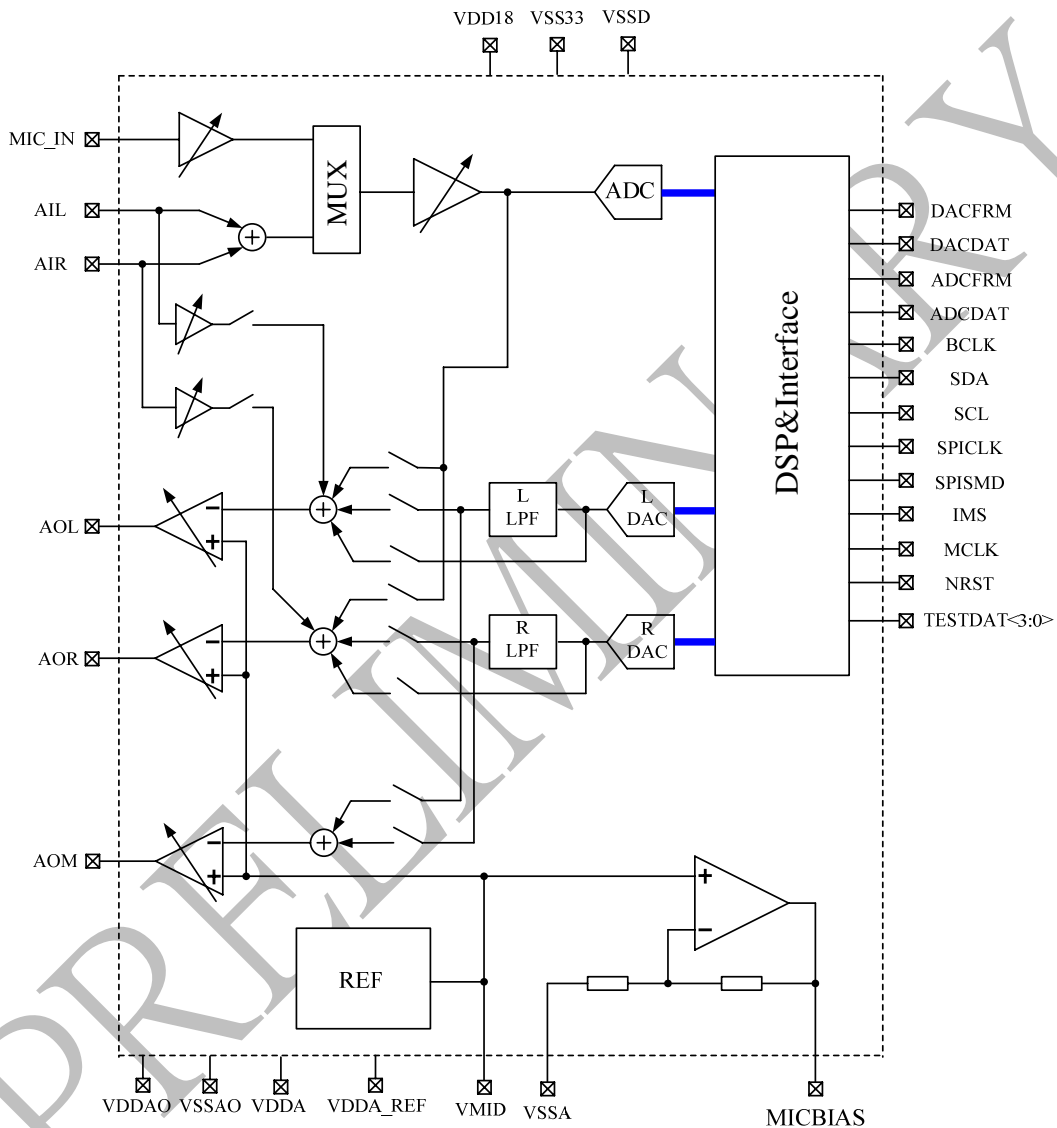 VDD18 VSS33 VSSD
MIC_IN
AIL
AIR
MUX
ADC
DSP&Interface
DACFRM
DACDAT
ADCFRM
ADCDAT
BCLK
SDA
SCL
SPICLK
SPISMD
IMS
MCLK
NRST
TESTDAT<3:0>
L
LPF
L
DAC
R
LPF
R
DAC
AOL
AOR
AOM
REF
VDDAO VSSAO VDDA VDDA_REF VMID VSSA MICBIAS
PRELIMINARY